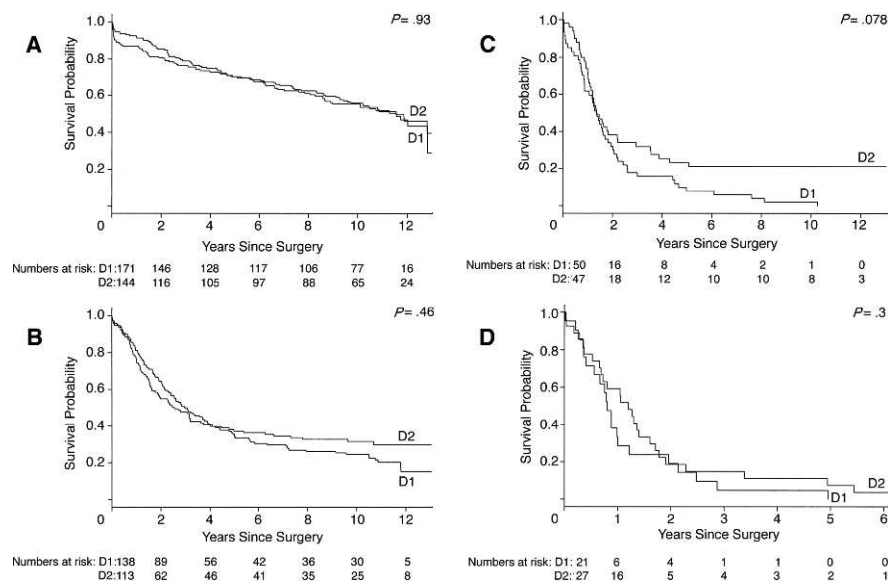 A
P= .93
Survival Probability
1.0
0.8
0.6
0.4
0.2
0
D2
D1
2 4 6 8 10 12
Years Since Surgery
Numbers at risk: D1:171 146 128 117 106 77 16
D2:144 116 105 97 88 65 24
C
P= .078
Survival Probability
1.0
0.8
0.6
0.4
0.2
0
D2
D1
2 4 6 8 10 12
Years Since Surgery
Numbers at risk: D1: 50 16 8 4 2 1 0
D2: 47 18 12 10 10 8 3
B
P= .46
Survival Probability
1.0
0.8
0.6
0.4
0.2
0
D2
D1
2 4 6 8 10 12
Years Since Surgery
Numbers at risk: D1:138 89 56 42 36 30 5
D2:113 62 46 41 35 25 8
D
P= .3
Survival Probability
1.0
0.8
0.6
0.4
0.2
0
D2
D1
1 2 3 4 5 6
Years Since Surgery
Numbers at risk: D1: 21 6 4 1 1 0 0
D2: 27 16 5 4 3 2 1